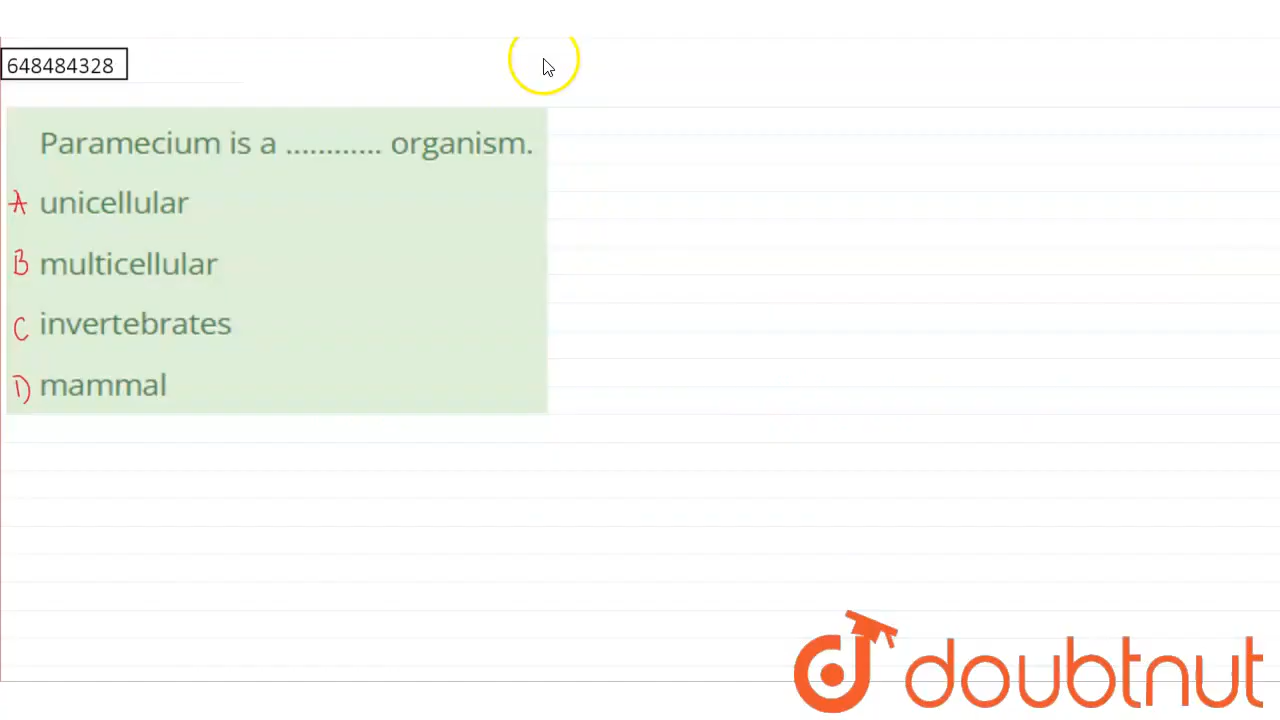 648484328
Paramecium is a ............ organism.
A unicellular
B multicellular
C invertebrates
D mammal
doubtnut